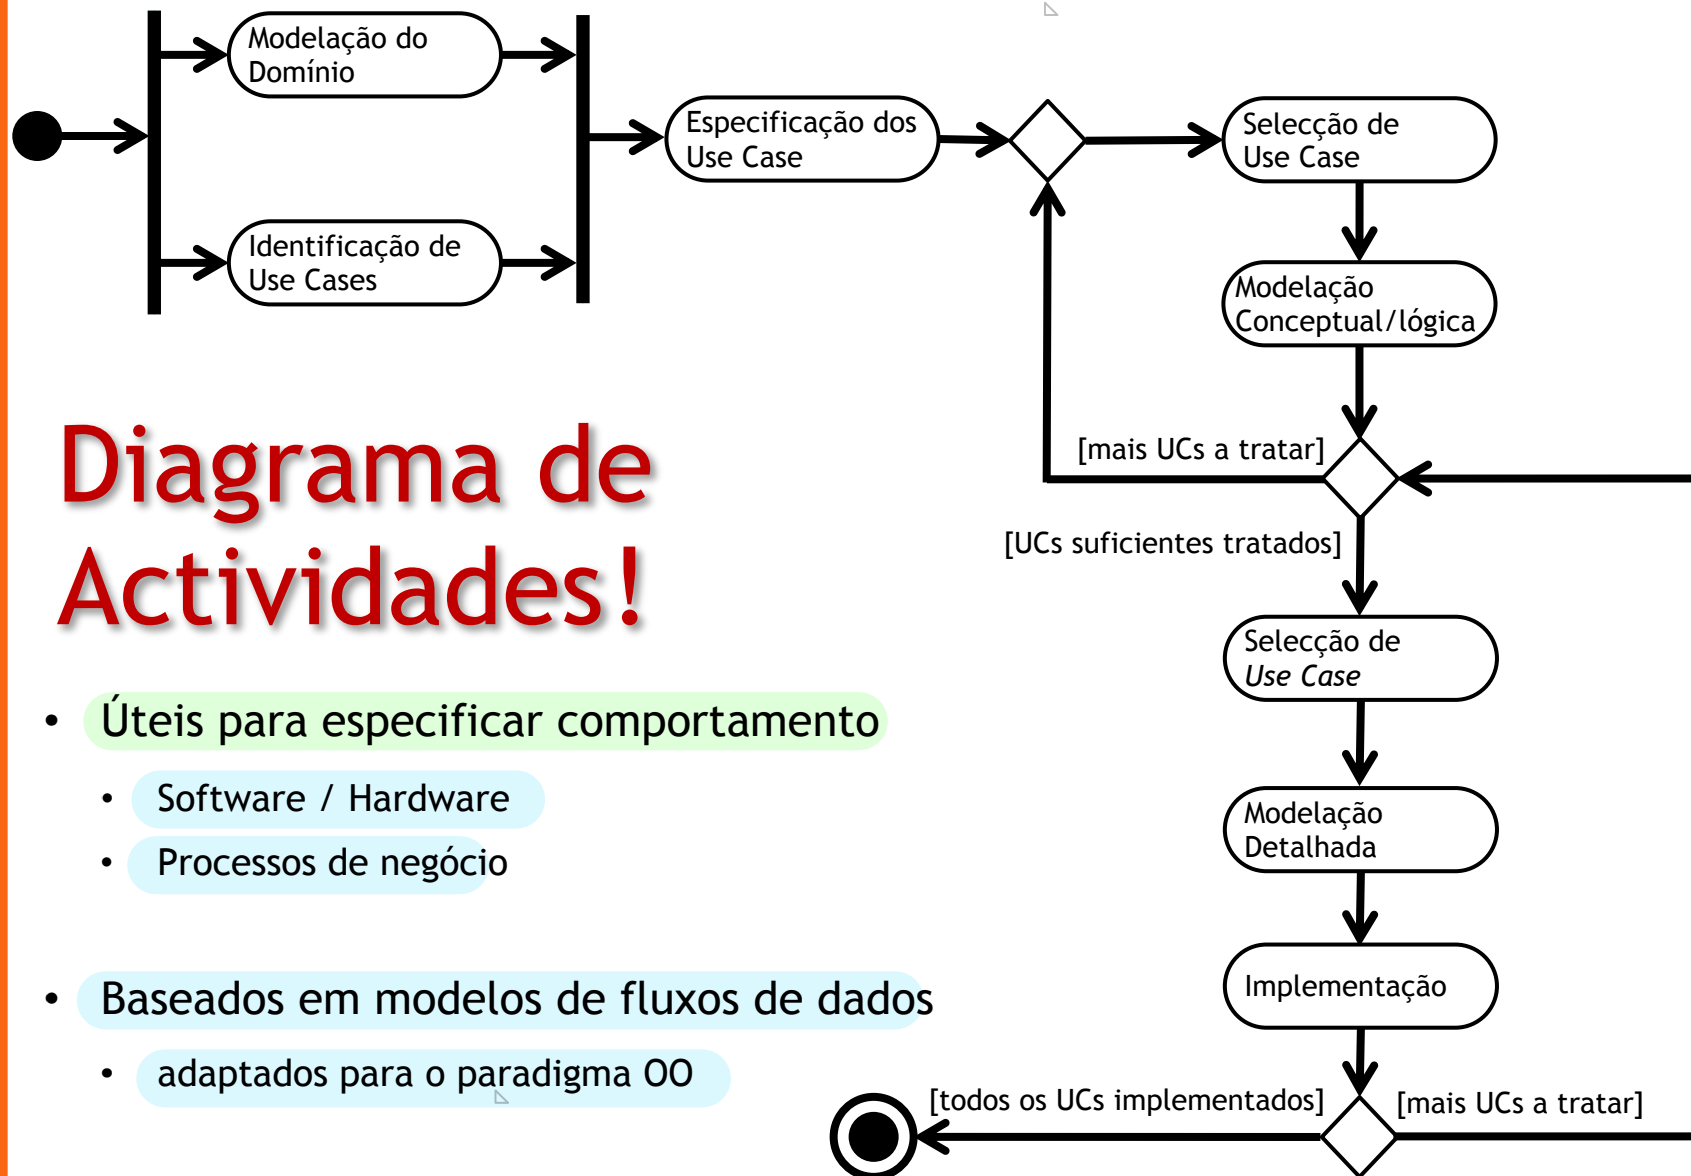 Modelação do
Domínio
Identificação de
Use Cases
Especificação dos
Use Case
Selecção de
Use Case
Modelação
Conceptual/lógica
[mais UCs a tratar]
[UCs suficientes tratados]
Selecção de
Use Case
Modelação
Detalhada
Implementação
[todos os UCs implementados]
[mais UCs a tratar]
Diagrama de
Actividades!
• Úteis para especificar comportamento
• Software / Hardware
• Processos de negócio
• Baseados em modelos de fluxos de dados
• adaptados para o paradigma OO